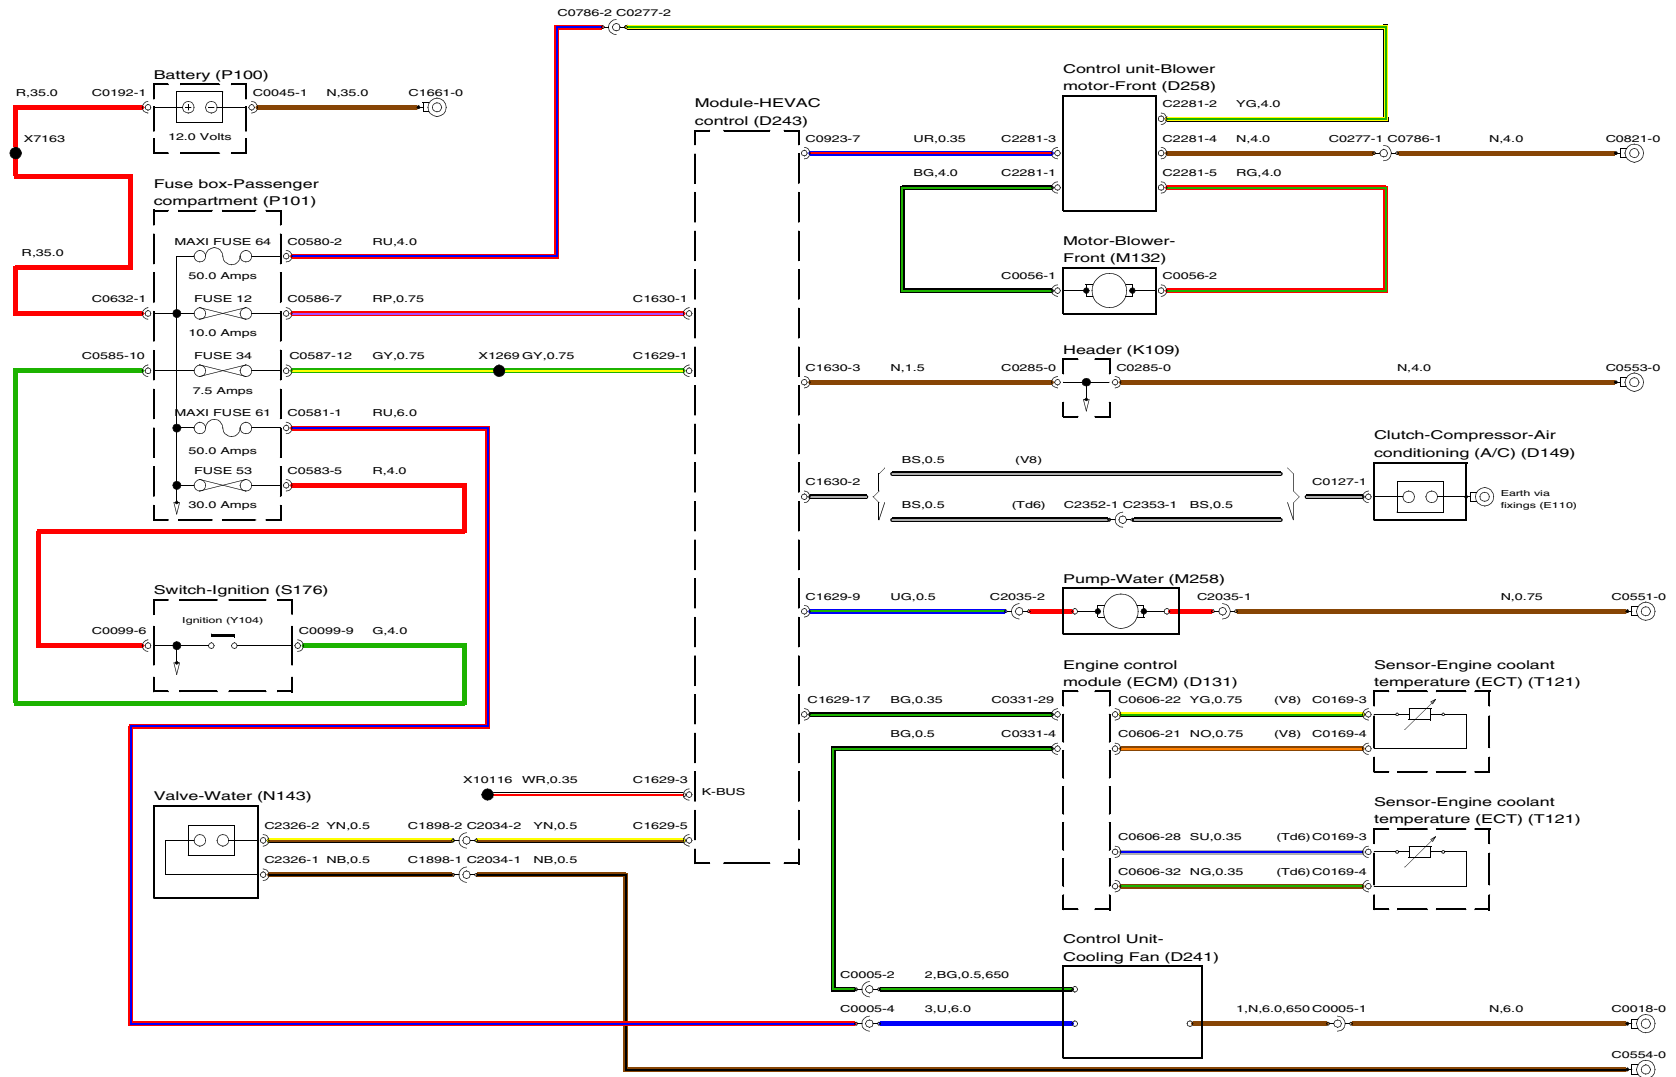 C0786-2 C0277-2
Battery (P100)
R,35.0 C0192-1 C0045-1 N,35.0 C1661-0
12.0 Volts
X7163
Fuse box-Passenger
compartment (P101)
R,35.0
MAXI FUSE 64 C0580-2 RU,4.0
50.0 Amps
C0632-1 FUSE 12 C0586-7 RP,0.75 C1630-1
10.0 Amps
C0585-10 FUSE 34 C0587-12 GY,0.75 X1269 GY,0.75 C1629-1
7.5 Amps
MAXI FUSE 61 C0581-1 RU,6.0
50.0 Amps
FUSE 53 C0583-5 R,4.0
30.0 Amps
Switch-Ignition (S176)
Ignition (Y104)
C0099-6 C0099-9 G,4.0
X10116 WR,0.35 C1629-3
K-BUS
Valve-Water (N143)
C2326-2 YN,0.5 C1898-2 C2034-2 YN,0.5 C1629-5
C2326-1 NB,0.5 C1898-1 C2034-1 NB,0.5
Module-HEVAC
control (D243)
Control unit-Blower
motor-Front (D258)
C2281-2 YG,4.0
C0923-7 UR,0.35 C2281-3 C2281-4 N,4.0 C0277-1 C0786-1 N,4.0 C0821-0
BG,4.0 C2281-1 C2281-5 RG,4.0
Motor-Blower-
Front (M132)
C0056-1 C0056-2
Header (K109)
C1630-3 N,1.5 C0285-0 C0285-0 N,4.0 C0553-0
Clutch-Compressor-Air
conditioning (A/C) (D149)
BS,0.5 (V8)
C1630-2 C0127-1
Earth via
fixings (E110)
BS,0.5 (Td6) C2352-1 C2353-1 BS,0.5
Pump-Water (M258)
C1629-9 UG,0.5 C2035-2 C2035-1 N,0.75 C0551-0
Engine control
module (ECM) (D131)
Sensor-Engine coolant
temperature (ECT) (T121)
C1629-17 BG,0.35 C0331-29 C0606-22 YG,0.75 (V8) C0169-3
BG,0.5 C0331-4 C0606-21 NO,0.75 (V8) C0169-4
Sensor-Engine coolant
temperature (ECT) (T121)
C0606-28 SU,0.35 (Td6) C0169-3
C0606-32 NG,0.35 (Td6) C0169-4
Control Unit-
Cooling Fan (D241)
C0005-2 2,BG,0.5,650
C0005-4 3,U,6.0 1,N,6.0,650 C0005-1 N,6.0 C0018-0
C0554-0